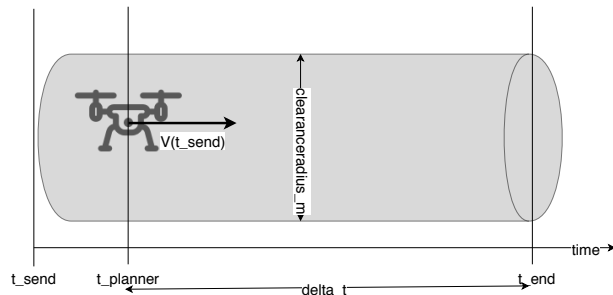 V(t_send)
clearanceradius_m
time
t_send
t_planner
t_end
delta_t